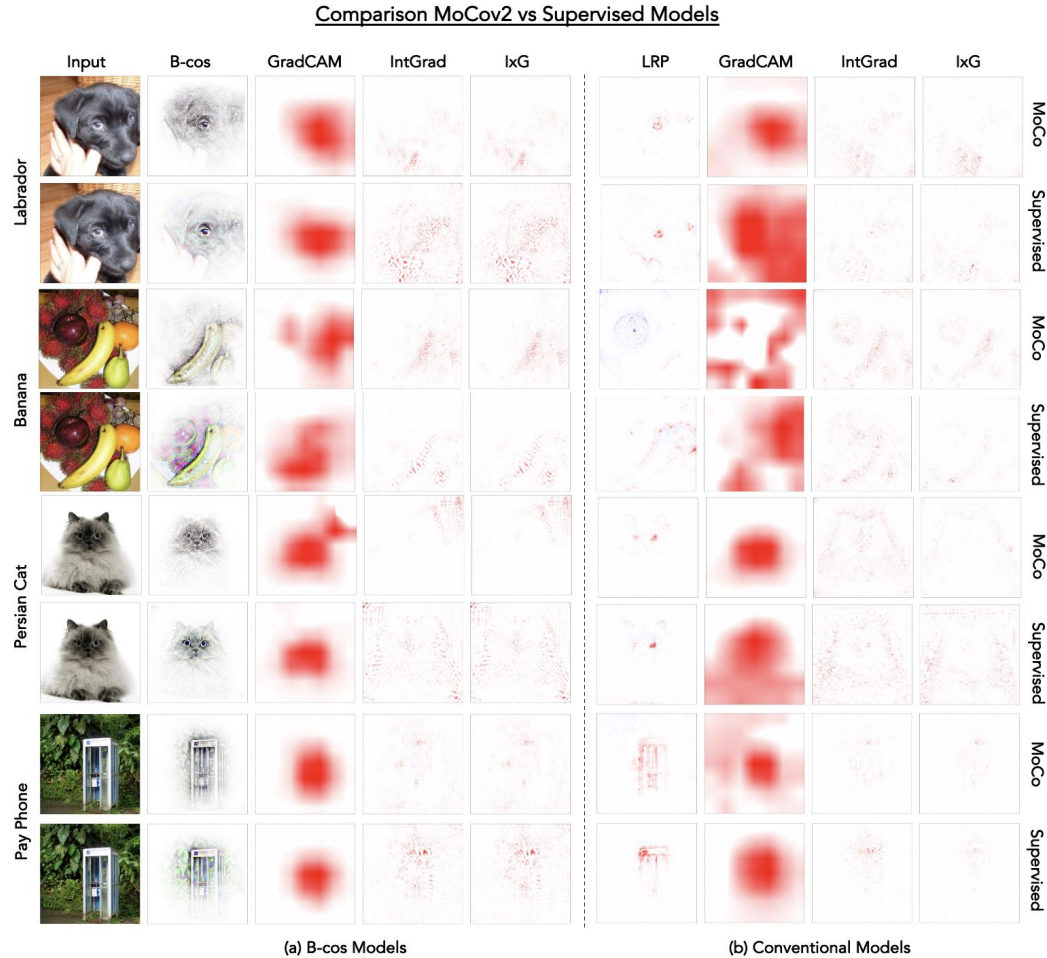 Comparison MoCov2 vs Supervised Models
Input B-cos GradCAM IntGrad IxG LRP GradCAM IntGrad IxG
Labrador
MoCo
Supervised
Banana
MoCo
Supervised
Persian Cat
MoCo
Supervised
Pay Phone
MoCo
Supervised
(a) B-cos Models (b) Conventional Models